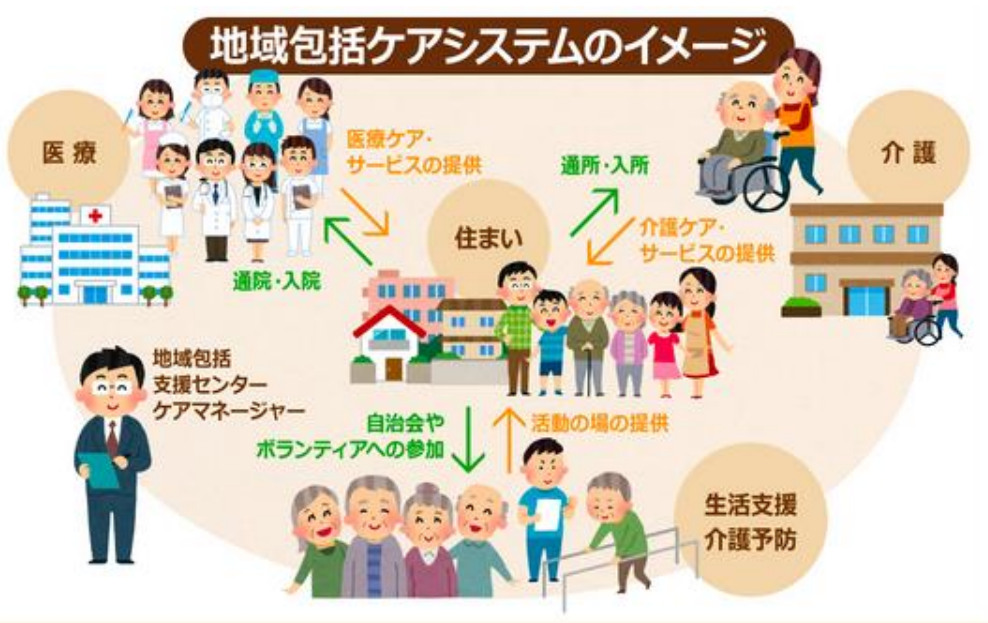 地域包括ケアシステムのイメージ
医療
医療ケア・
サービスの提供
通院・入院
住まい
通所・入所
介護ケア・
サービスの提供
介護
地域包括
支援センター
ケアマネージャー
自治会や
ボランティアへの参加
活動の場の提供
生活支援
介護予防